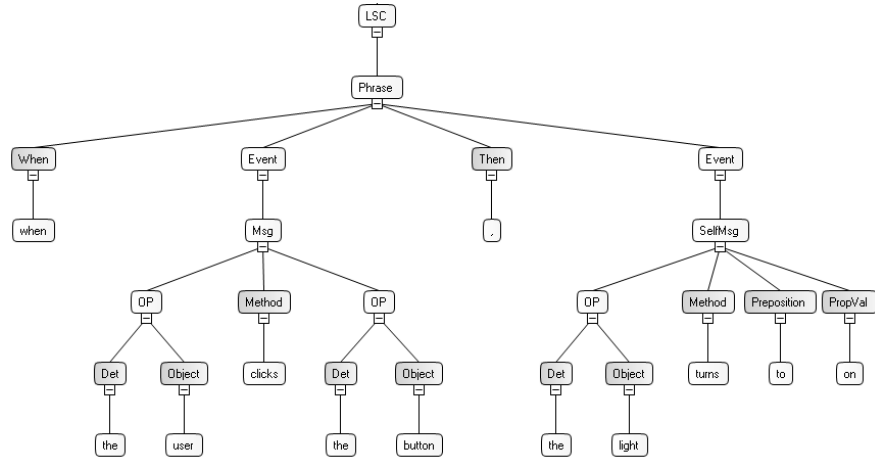 LSC
Phrase
When Event Then Event
when Msg , SelfMsg
OP Method OP OP Method Preposition PropVal
Det Object clicks Det Object Det Object turns to on
the user the button the light